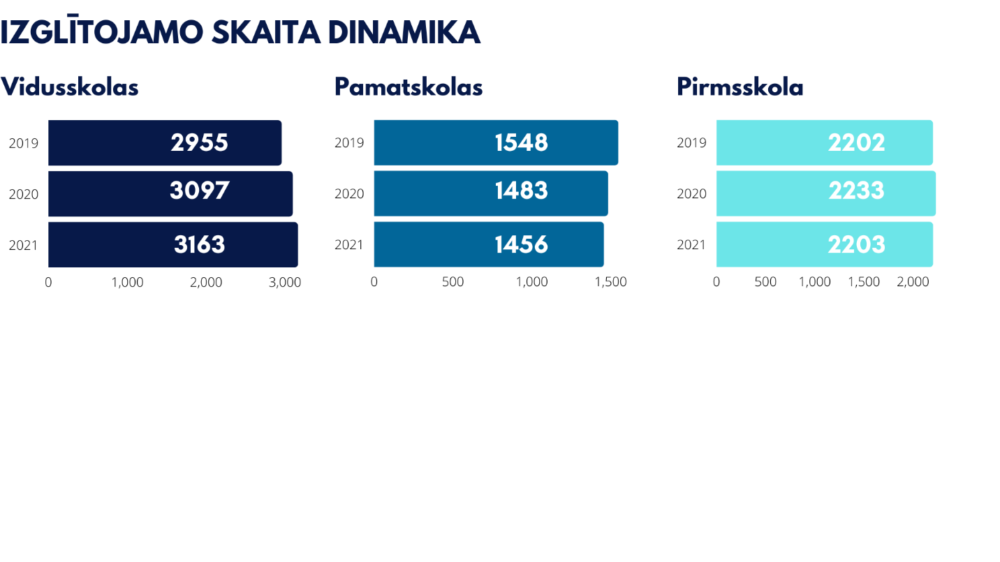 IZGLĪTOJAMO SKAITA DINAMIKA
Vidusskolas
2019 2955
2020 3097
2021 3163
0 1,000 2,000 3,000
Pamatskolas
2019 1548
2020 1483
2021 1456
0 500 1,000 1,500
Pirmsskola
2019 2202
2020 2233
2021 2203
0 500 1,000 1,500 2,000